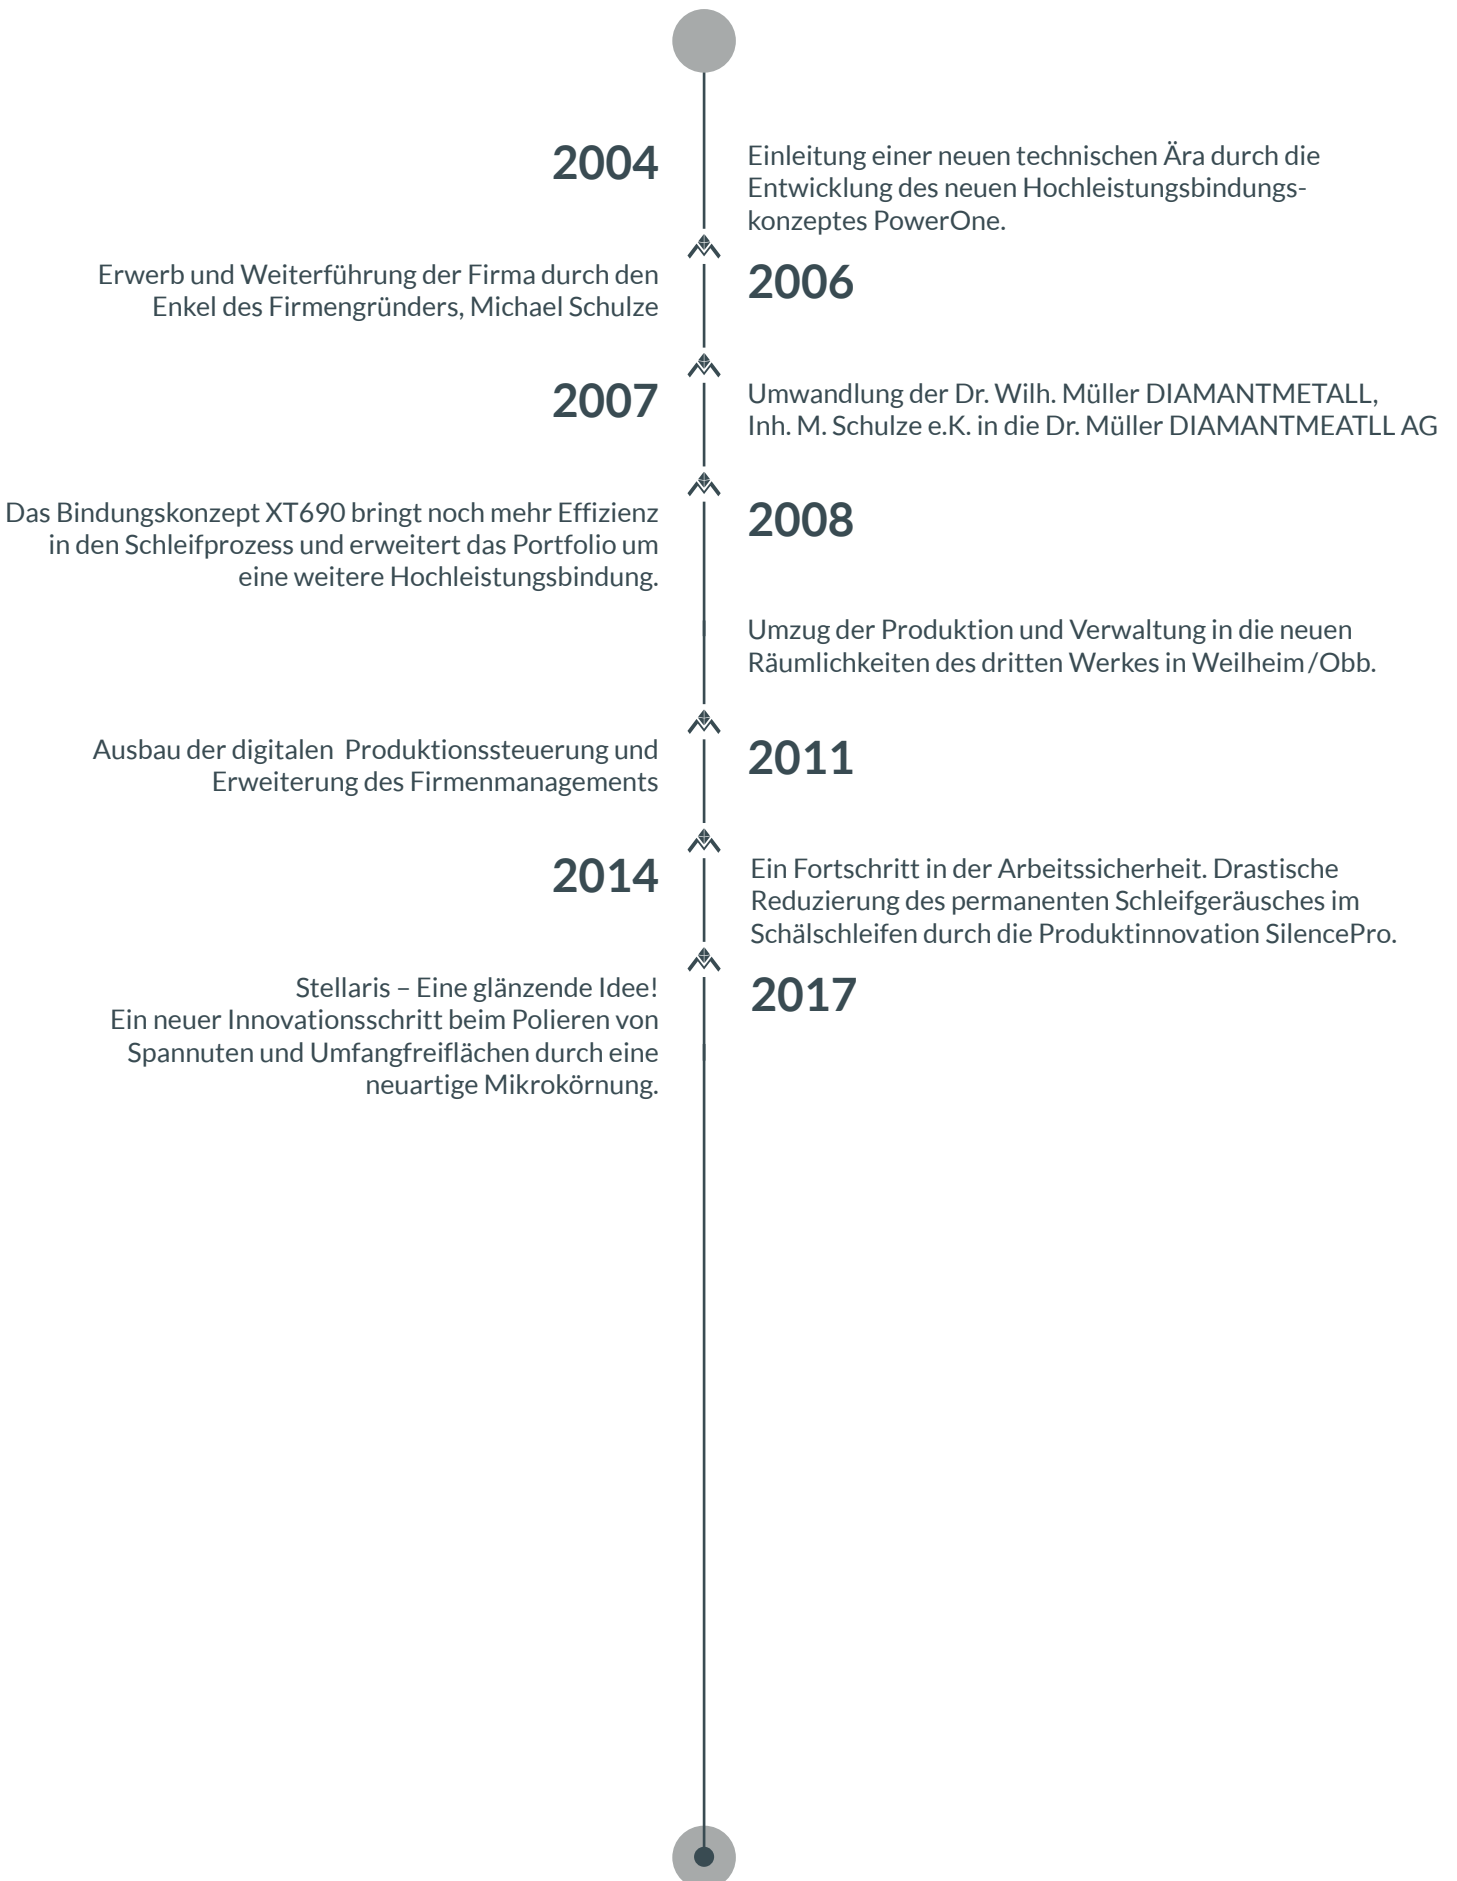 2004
Einleitung einer neuen technischen Ära durch die
Entwicklung des neuen Hochleistungsbindungs-
konzeptes PowerOne.
2006
Erwerb und Weiterführung der Firma durch den
Enkel des Firmengründers, Michael Schulze
2007
Umwandlung der Dr. Wilh. Müller DIAMANTMETALL,
Inh. M. Schulze e.K. in die Dr. Müller DIAMANTMEATLL AG
2008
Das Bindungskonzept XT690 bringt noch mehr Effizienz
in den Schleifprozess und erweitert das Portfolio um
eine weitere Hochleistungsbindung.
Umzug der Produktion und Verwaltung in die neuen
Räumlichkeiten des dritten Werkes in Weilheim/Obb.
2011
Ausbau der digitalen Produktionssteuerung und
Erweiterung des Firmenmanagements
2014
Ein Fortschritt in der Arbeitssicherheit. Drastische
Reduzierung des permanenten Schleifgeräusches im
Schälschleifen durch die Produktinnovation SilencePro.
2017
Stellaris – Eine glänzende Idee!
Ein neuer Innovationsschritt beim Polieren von
Spannuten und Umfangfreiflächen durch eine
neuartige Mikrokörnung.